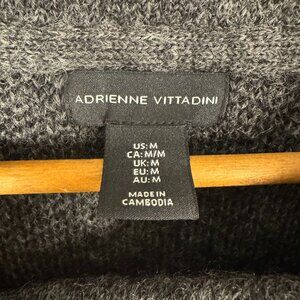 ADRIENNE VITTADINI
US: M
CA: M/M
UK: M
EU: M
AU: M
MADE IN
CAMBODIA